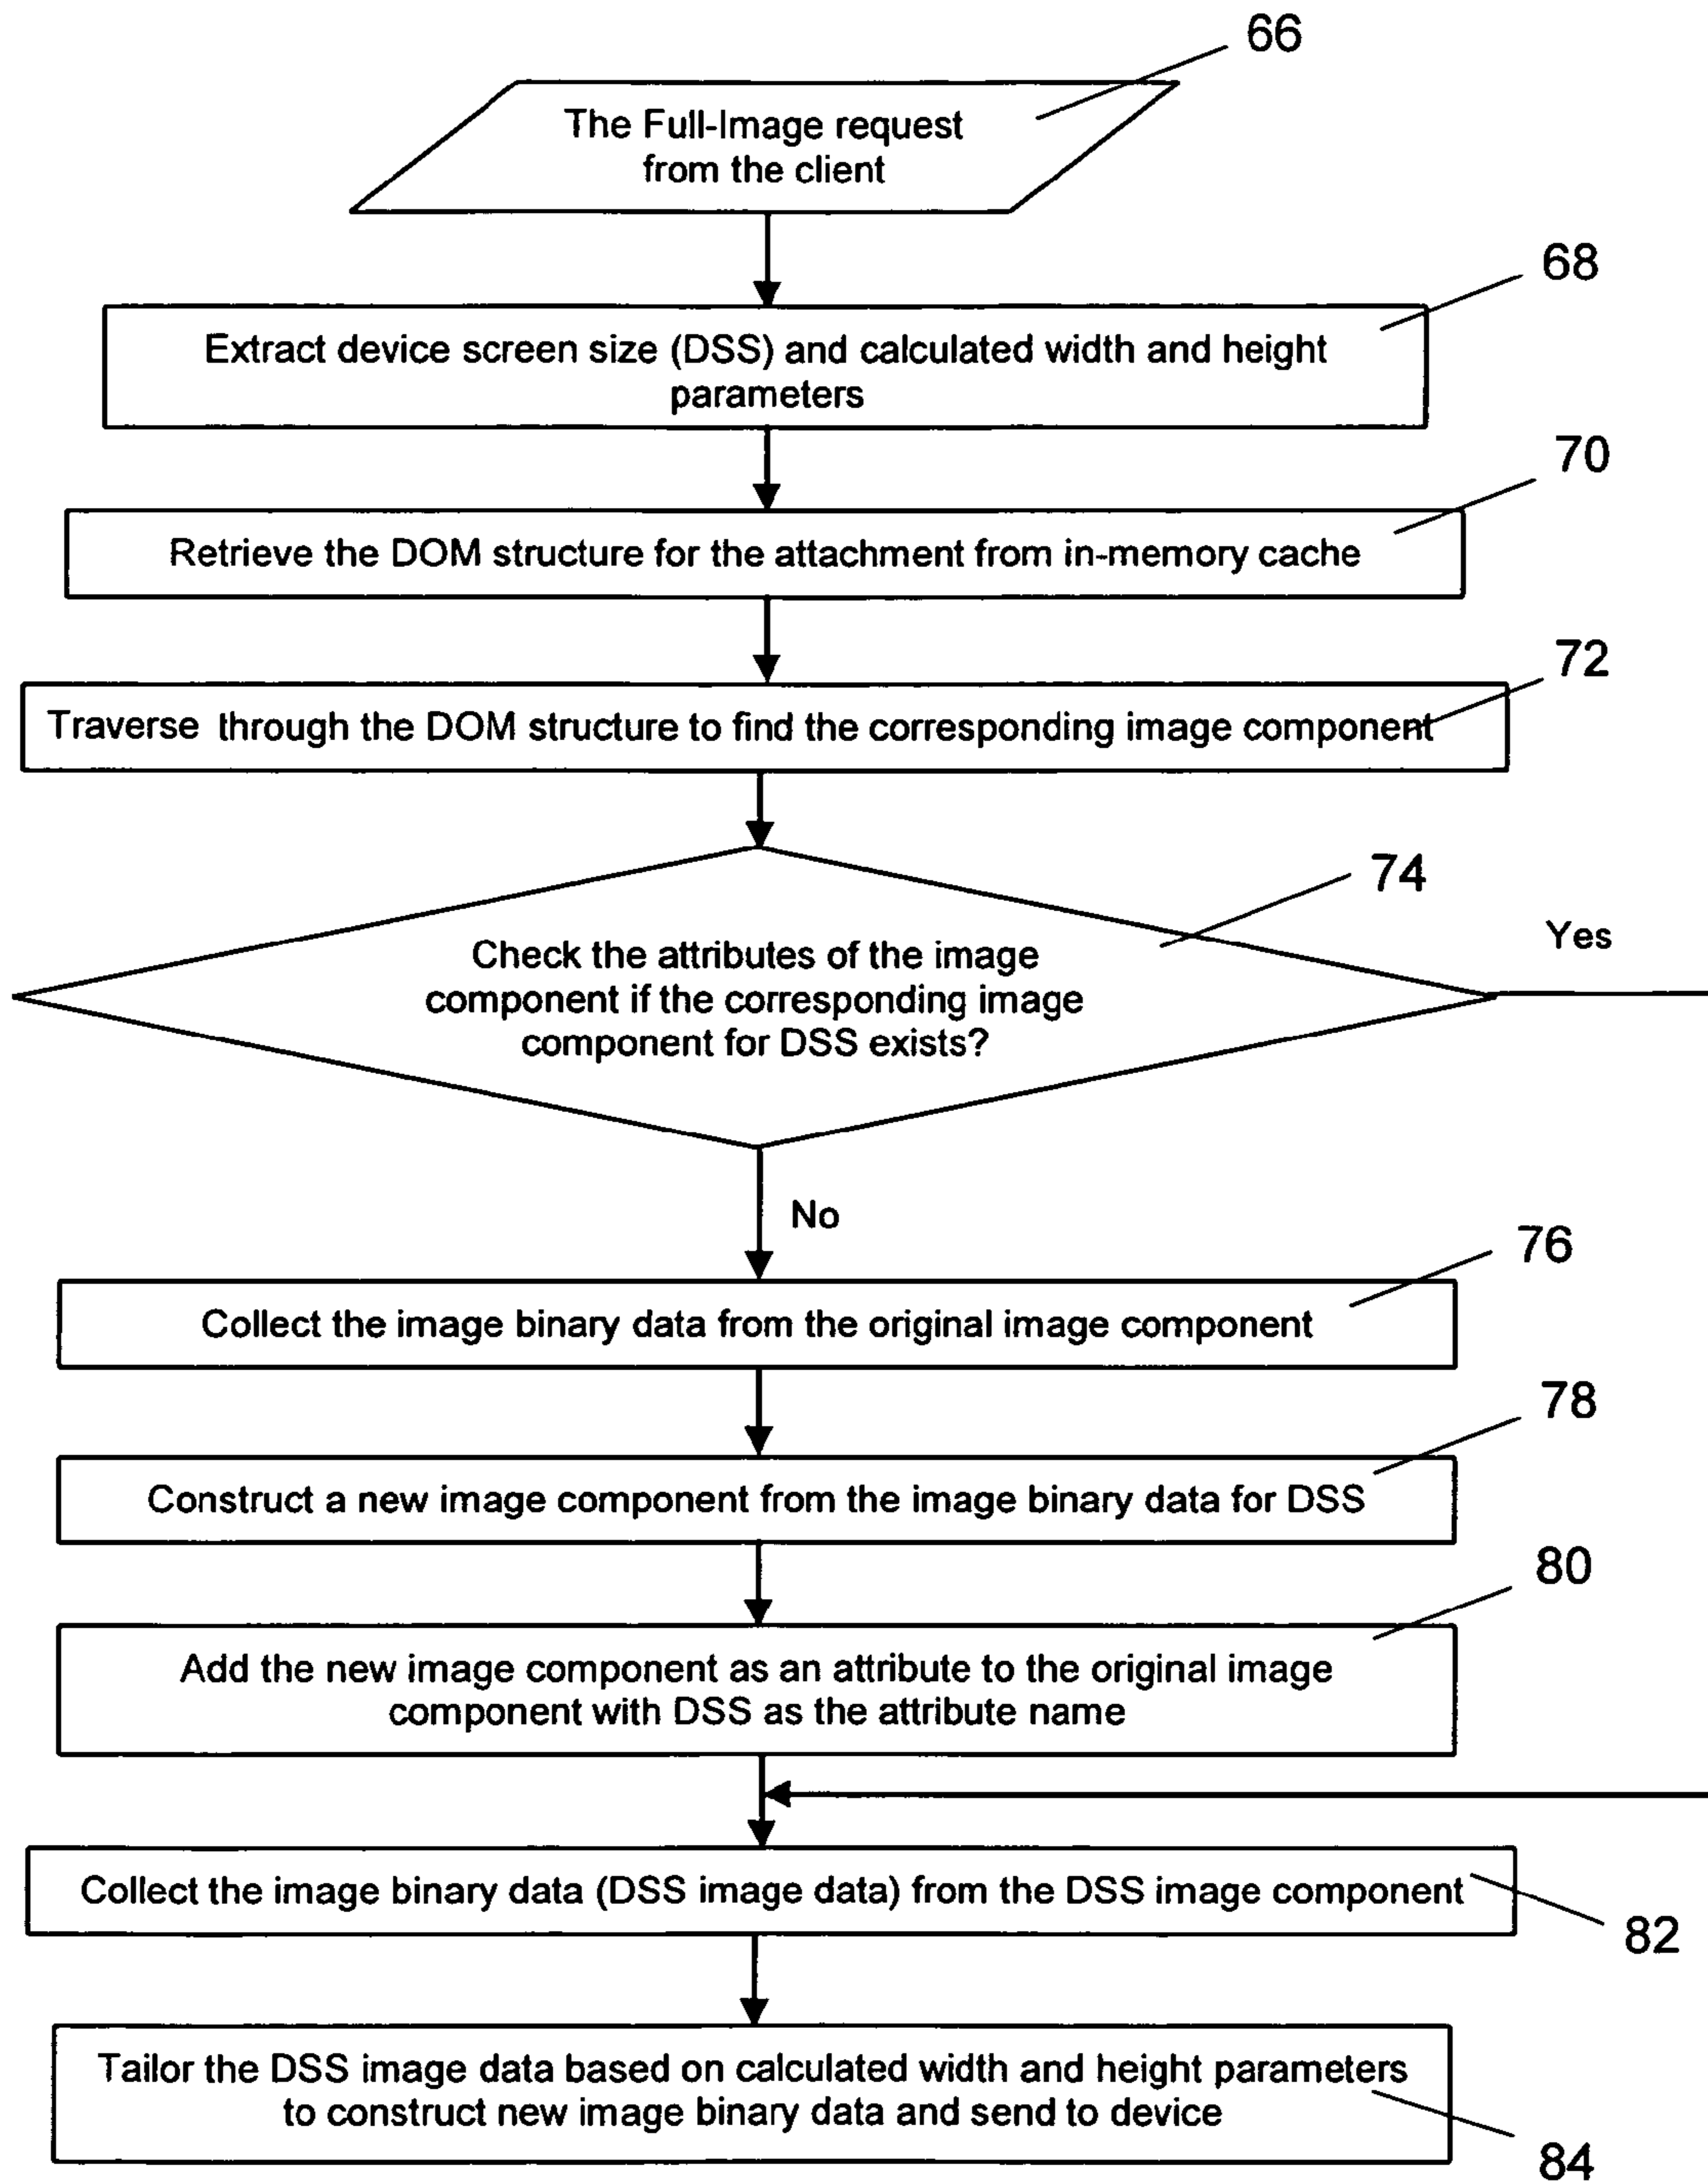 66
The Full-Image request
from the client
68
Extract device screen size (DSS) and calculated width and height
parameters
70
Retrieve the DOM structure for the attachment from in-memory cache
72
Traverse through the DOM structure to find the corresponding image component
74
Yes
Check the attributes of the image
component if the corresponding image
component for DSS exists?
No
76
Collect the image binary data from the original image component
78
Construct a new image component from the image binary data for DSS
80
Add the new image component as an attribute to the original image
component with DSS as the attribute name
Collect the image binary data (DSS image data) from the DSS image component
82
Tailor the DSS image data based on calculated width and height parameters
to construct new image binary data and send to device
84